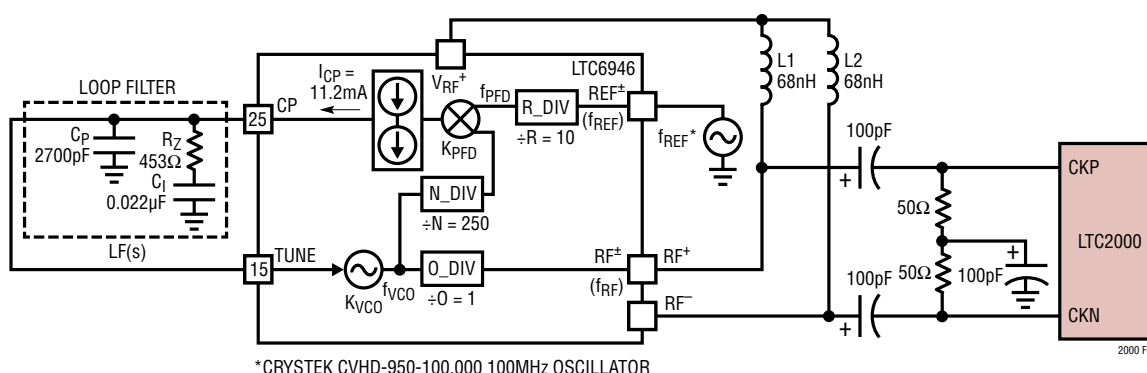 LOOP FILTER
C_P
2700pF
R_Z
453Ω
C_I
0.022µF
LF(s)
25
CP
I_CP =
11.2mA
V_RF^+
LTC6946
f_PFD
K_PFD
R_DIV
÷R = 10
REF±
(f_REF)
f_REF*
N_DIV
÷N = 250
15
TUNE
K_VCO
f_VCO
O_DIV
÷O = 1
RF±
(f_RF)
RF+
RF–
L1
68nH
L2
68nH
100pF
+
50Ω
50Ω
100pF
+
100pF
+
CKP
LTC2000
CKN
2000 F
*CRYSTEK CVHD-950-100.000 100MHz OSCILLATOR